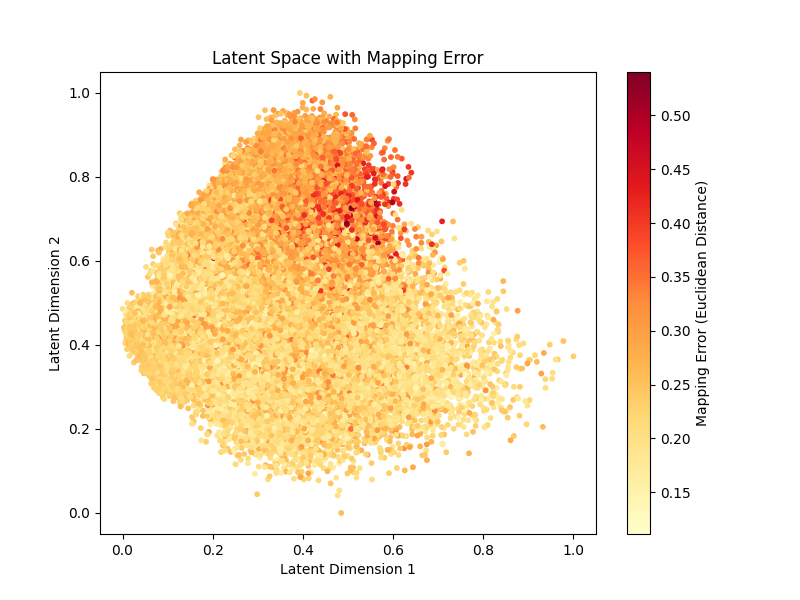 Latent Space with Mapping Error
1.0
0.8
0.6
0.4
0.2
0.0
Latent Dimension 2
0.0 0.2 0.4 0.6 0.8 1.0
Latent Dimension 1
0.50
0.45
0.40
0.35
0.30
0.25
0.20
0.15
Mapping Error (Euclidean Distance)